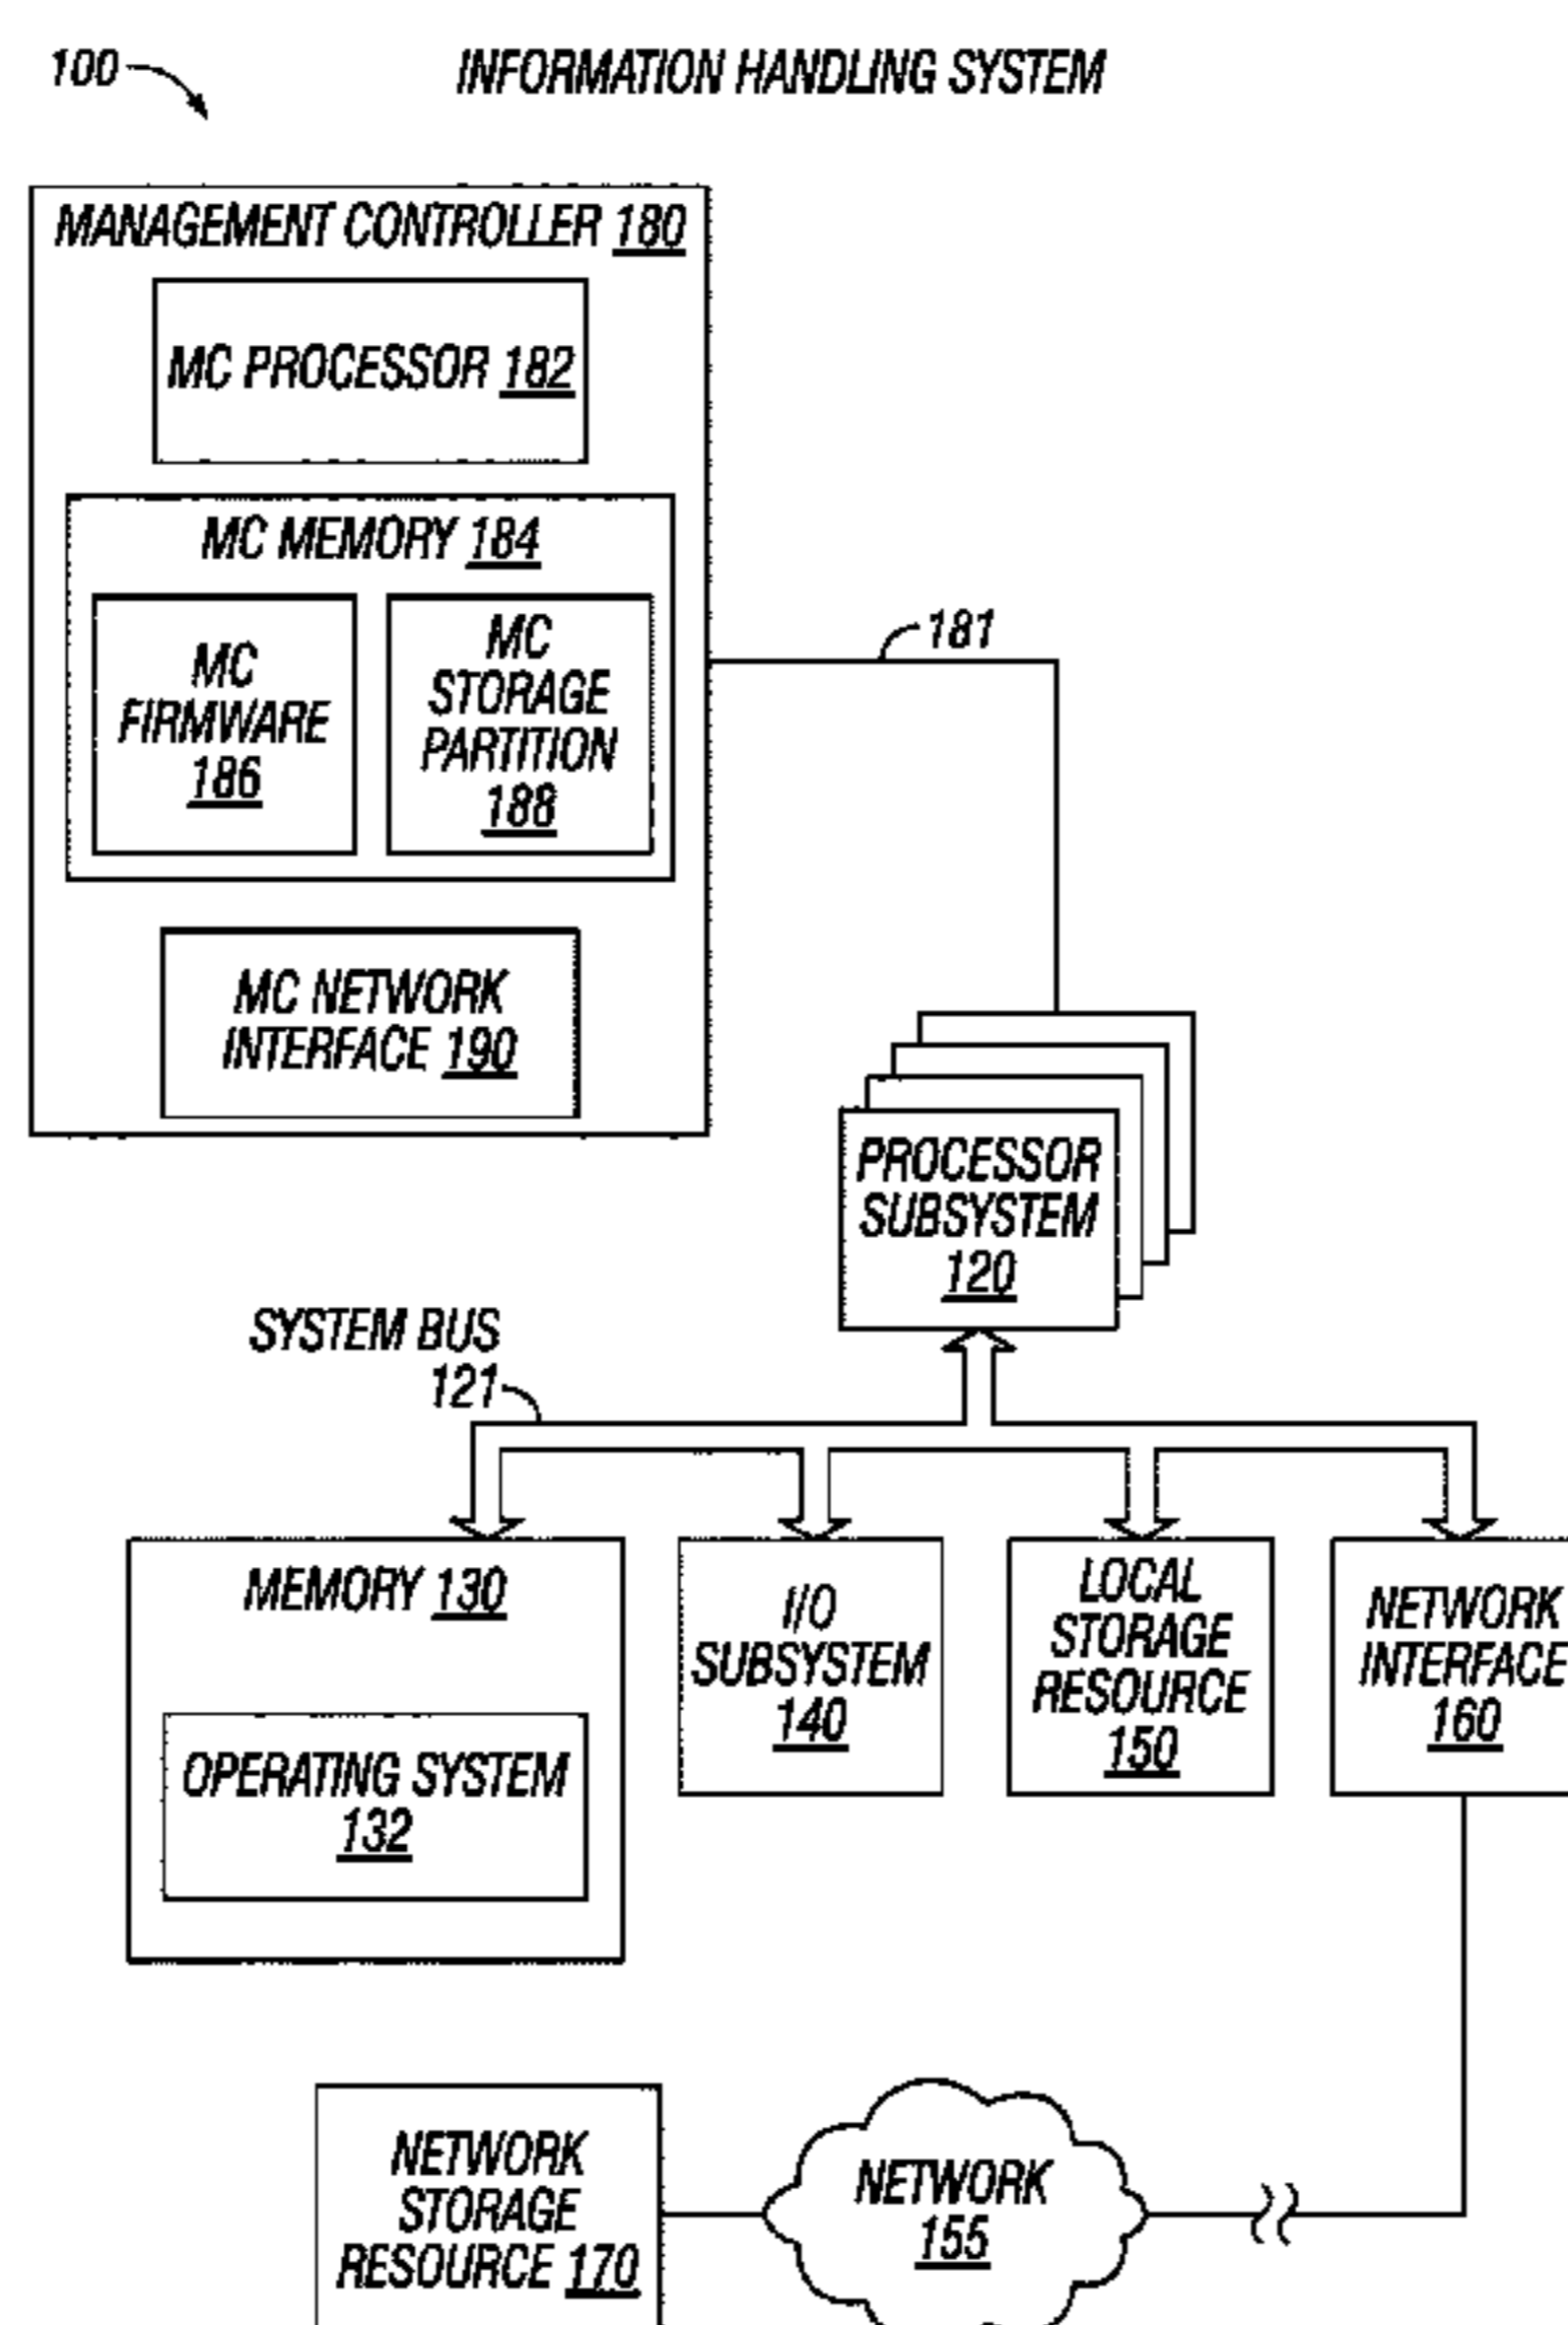 100
INFORMATION HANDLING SYSTEM
MANAGEMENT CONTROLLER 180
MC PROCESSOR 182
MC MEMORY 184
MC
FIRMWARE
186
MC
STORAGE
PARTITION
188
181
MC NETWORK
INTERFACE 190
PROCESSOR
SUBSYSTEM
120
SYSTEM BUS
121
MEMORY 130
OPERATING SYSTEM
132
I/O
SUBSYSTEM
140
LOCAL
STORAGE
RESOURCE
150
NETWORK
INTERFACE
160
NETWORK
STORAGE
RESOURCE 170
NETWORK
155